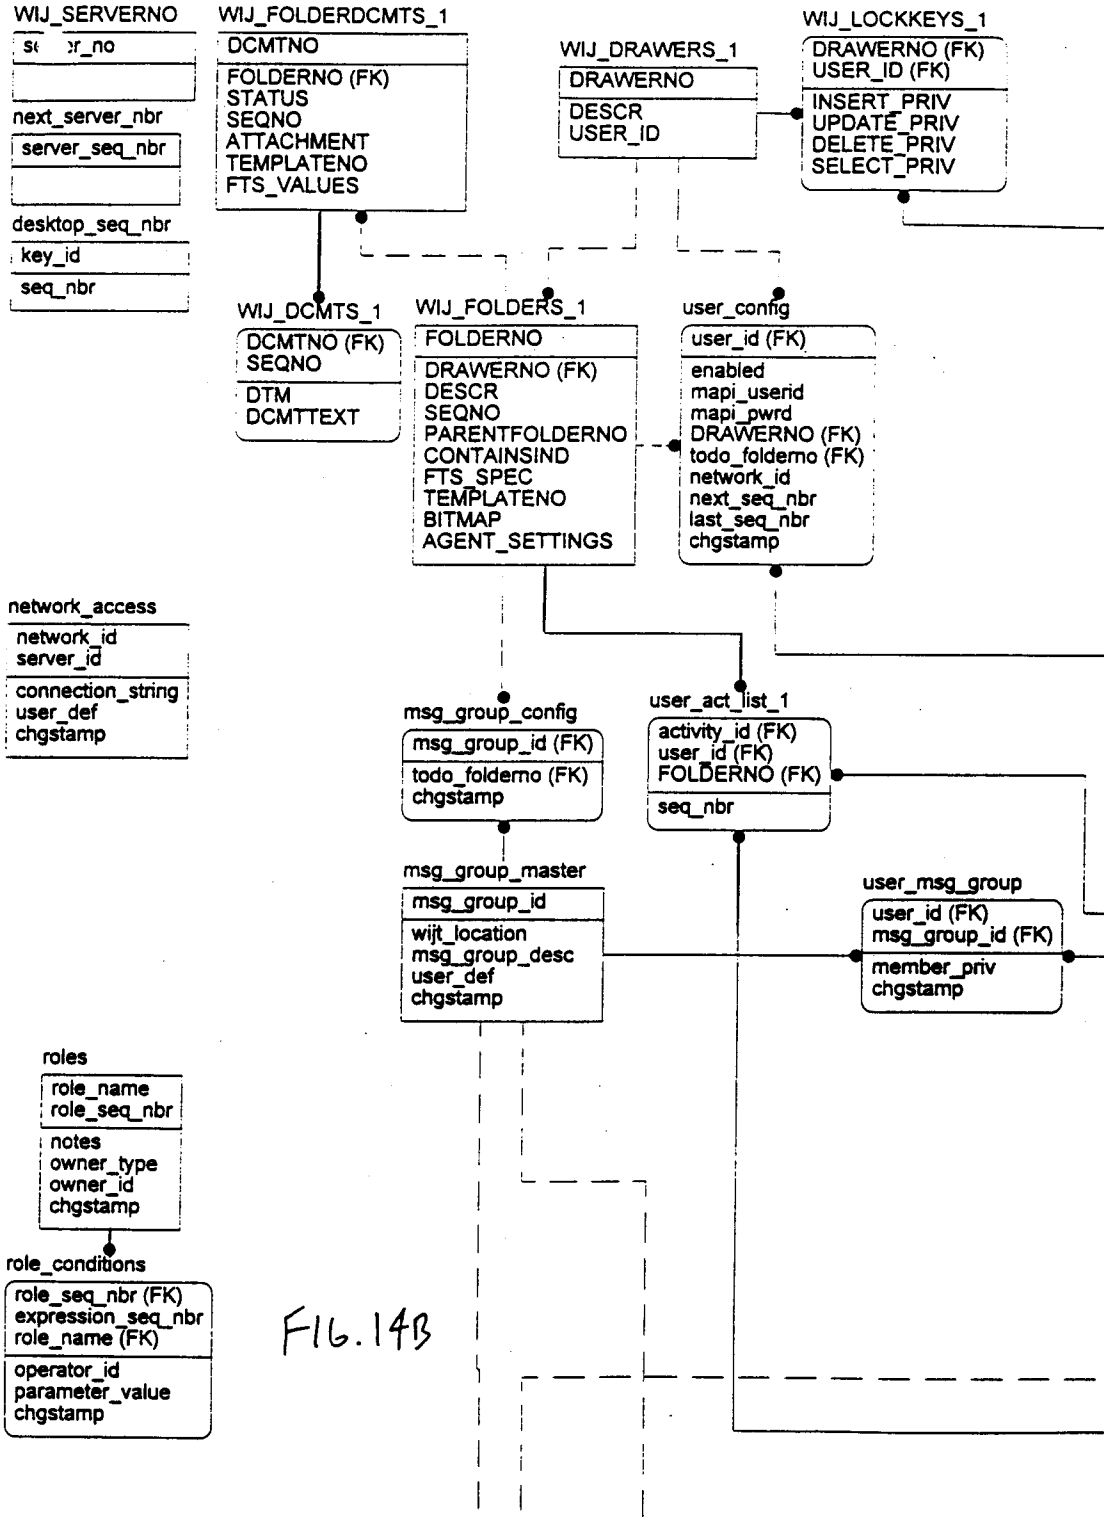 WIJ_SERVERNO
next_server_nbr
server_seq_nbr
desktop_seq_nbr
key_id
seq_nbr
WIJ_FOLDERDCMTS_1
DCMTNO
FOLDERNO (FK)
STATUS
SEQNO
ATTACHMENT
TEMPLATENO
FTS_VALUES
WIJ_DRAWERS_1
DRAWERNO
DESCR
USER_ID
WIJ_LOCKKEYS_1
DRAWERNO (FK)
USER_ID (FK)
INSERT_PRIV
UPDATE_PRIV
DELETE_PRIV
SELECT_PRIV
WIJ_DCMTS_1
DCMTNO (FK)
SEQNO
DTM
DCMTTEXT
WIJ_FOLDERS_1
FOLDERNO
DRAWERNO (FK)
DESCR
SEQNO
PARENTFOLDERNO
CONTAINSIND
FTS_SPEC
TEMPLATENO
BITMAP
AGENT_SETTINGS
user_config
user_id (FK)
enabled
mapi_userid
mapi_pwrd
DRAWERNO (FK)
todo_folderno (FK)
network_id
next_seq_nbr
last_seq_nbr
chgstamp
network_access
network_id
server_id
connection_string
user_def
chgstamp
msg_group_config
msg_group_id (FK)
todo_folderno (FK)
chgstamp
user_act_list_1
activity_id (FK)
user_id (FK)
FOLDERNO (FK)
seq_nbr
msg_group_master
msg_group_id
wijt_location
msg_group_desc
user_def
chgstamp
user_msg_group
user_id (FK)
msg_group_id (FK)
member_priv
chgstamp
roles
role_name
role_seq_nbr
notes
owner_type
owner_id
chgstamp
role_conditions
role_seq_nbr (FK)
expression_seq_nbr
role_name (FK)
operator_id
parameter_value
chgstamp
FIG. 14B